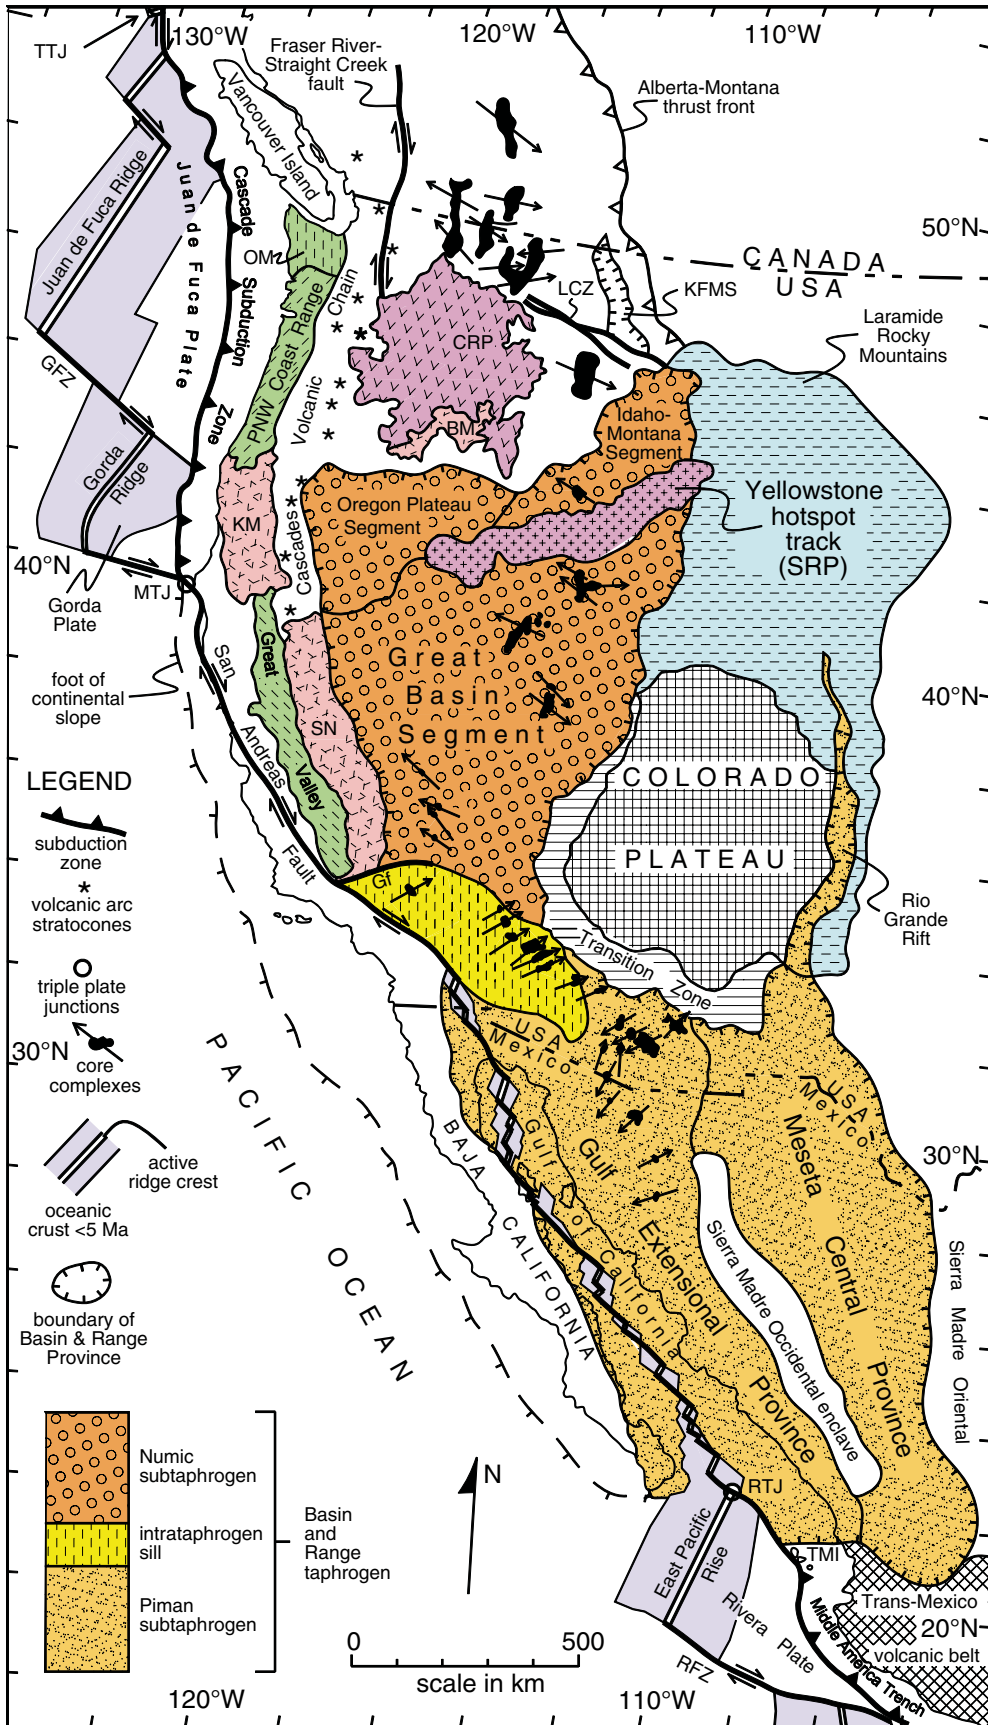 130°W
120°W
110°W
TTJ
Fraser River-
Straight Creek
fault
Alberta-Montana
thrust front
Vancouver Island
Juan de Fuca Ridge
Juan de Fuca Plate
Cascade Subduction Zone
OM
50°N
CANADA
USA
LCZ
KFMS
Laramide
Rocky
Mountains
PNW Coast Range
Volcanic Chain
CRP
GFZ
BM
Idaho-
Montana
Segment
Gorda
Ridge
KM
Cascades
Oregon Plateau
Segment
Yellowstone
hotspot
track
(SRP)
40°N
MTJ
Gorda
Plate
foot of
continental
slope
San Andreas Fault
Great Valley
SN
Great
Basin
Segment
40°N
COLORADO
PLATEAU
LEGEND
subduction
zone
volcanic arc
stratocones
triple plate
junctions
core
complexes
active
ridge crest
oceanic
crust <5 Ma
boundary of
Basin & Range
Province
Gf
Transition Zone
Rio
Grande
Rift
30°N
USA
Mexico
USA
Mexico
PACIFIC OCEAN
BAJA CALIFORNIA
Gulf of California
Gulf Extensional Province
Sierra Madre Occidental enclave
Meseta Central Province
30°N
Sierra Madre Oriental
Numic
subtaphrogen
intrataphrogen
sill
Piman
subtaphrogen
Basin
and
Range
taphrogen
N
RTJ
East Pacific
Rise
TMI
Rivera Plate
Middle America Trench
Trans-Mexico
20°N
volcanic belt
0 500
scale in km
RFZ
120°W
110°W